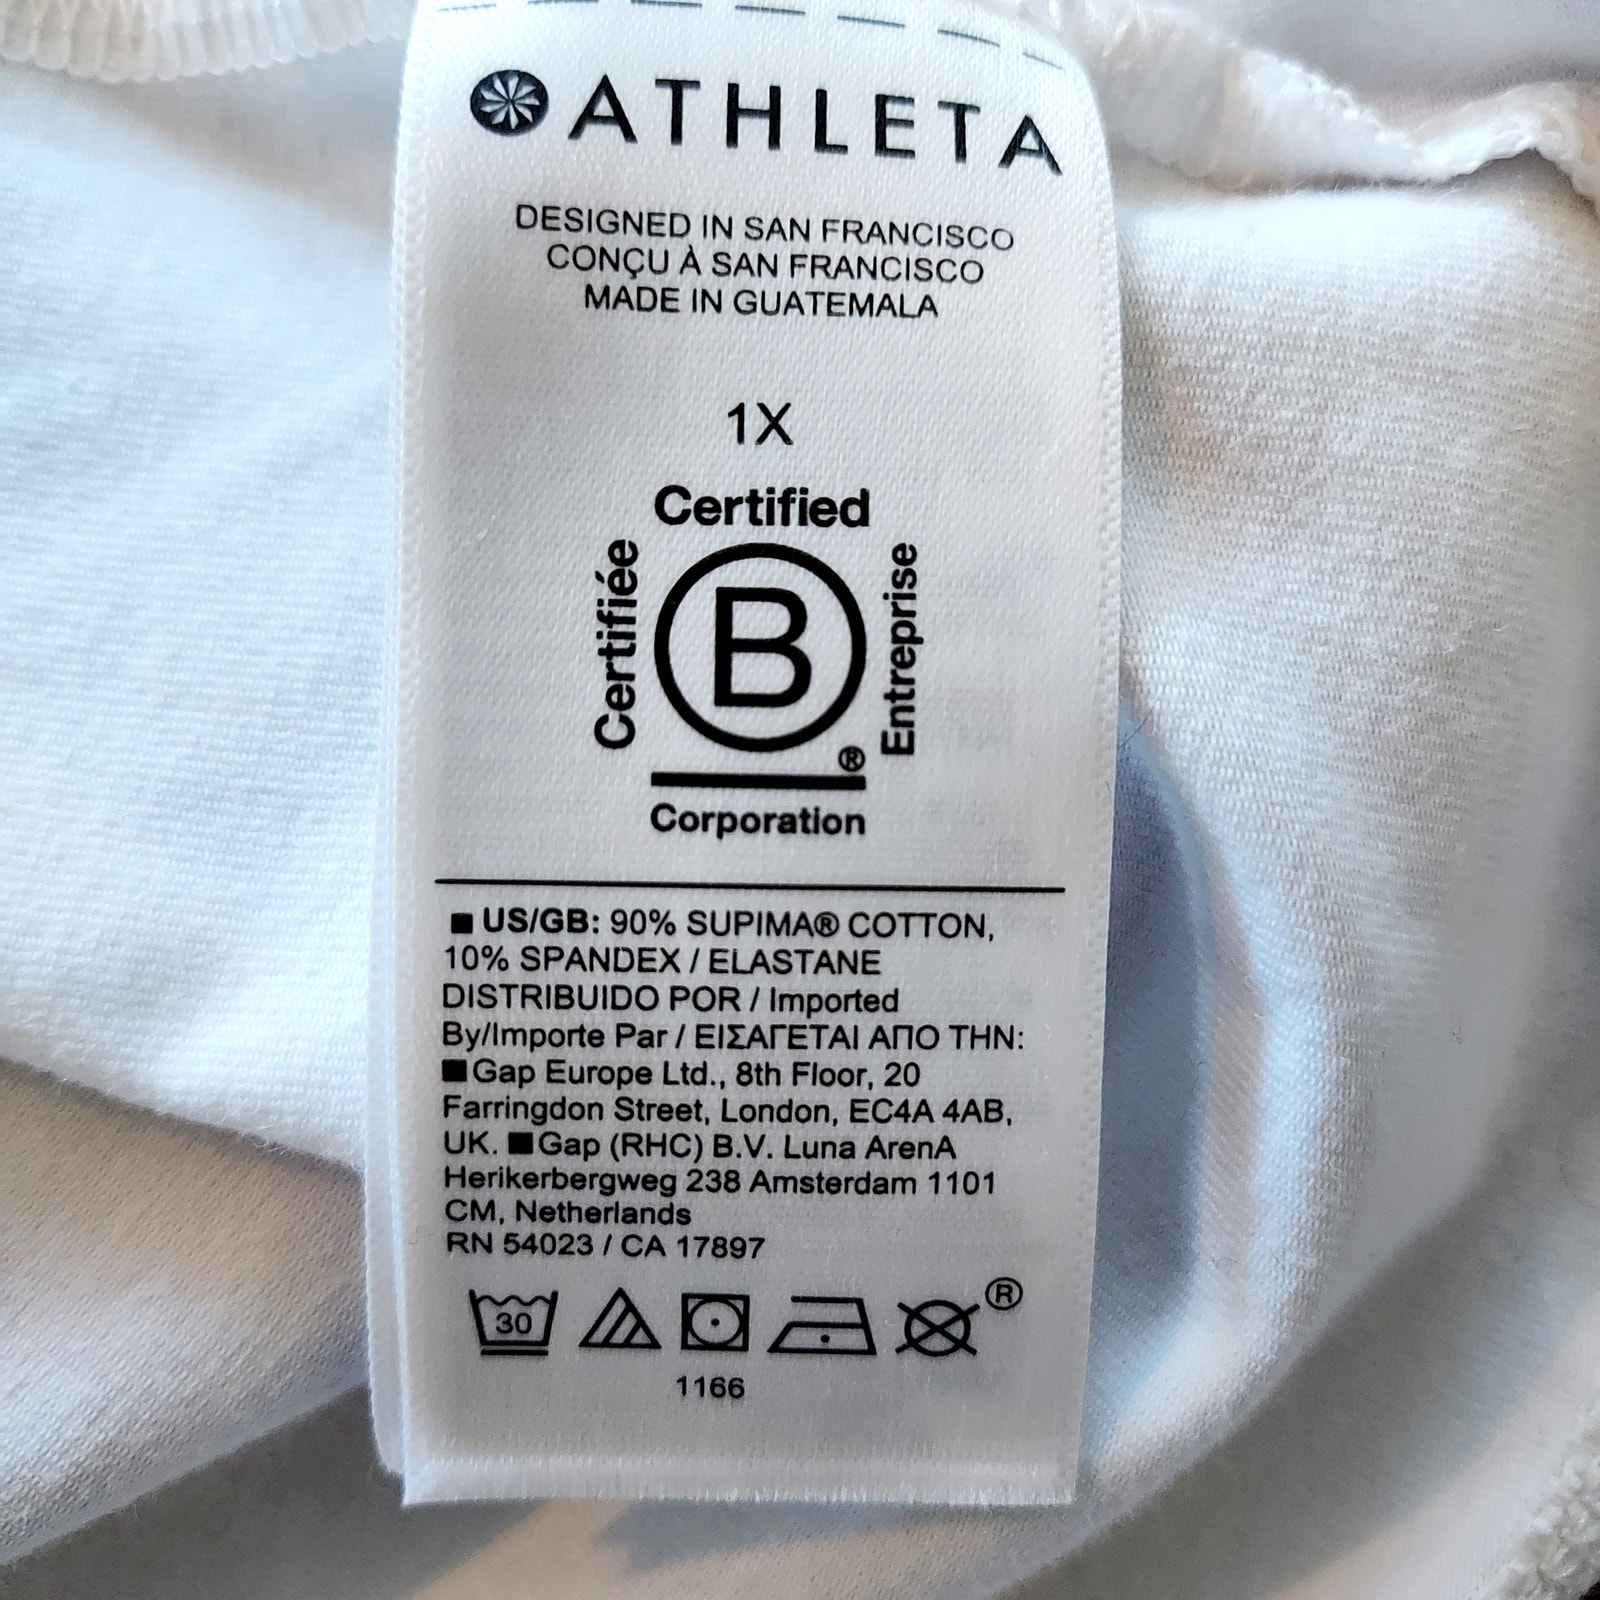 ATHLETA
DESIGNED IN SAN FRANCISCO
CONÇU À SAN FRANCISCO
MADE IN GUATEMALA
1X
Certified
Certifiée
B
Entreprise
®
Corporation
■ US/GB: 90% SUPIMA® COTTON,
10% SPANDEX / ELASTANE
DISTRIBUIDO POR / Imported
By/Importe Par / ΕΙΣΑΓΕΤΑΙ ΑΠΟ ΤΗΝ:
■Gap Europe Ltd., 8th Floor, 20
Farringdon Street, London, EC4A 4AB,
UK. ■Gap (RHC) B.V. Luna ArenA
Herikerbergweg 238 Amsterdam 1101
CM, Netherlands
RN 54023 / CA 17897
30 ®
1166